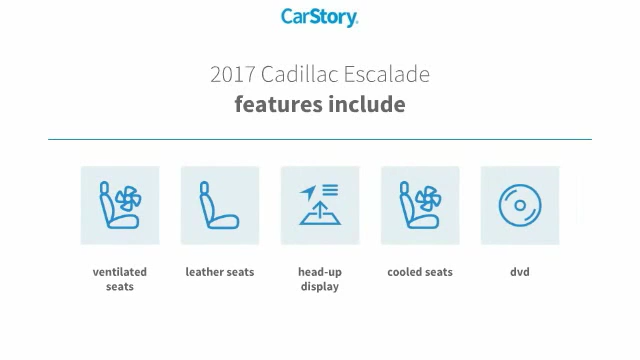 CarStory.
2017 Cadillac Escalade
features include
ventilated seats
leather seats
head-up display
cooled seats
dvd